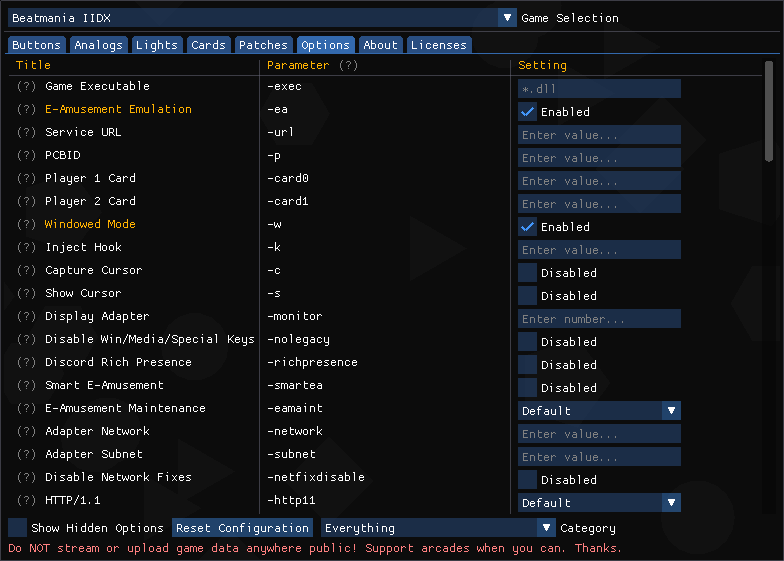 Beatmania IIDX Game Selection
Buttons Analogs Lights Cards Patches Options About Licenses
Title Parameter (?) Setting
(?) Game Executable -exec *.dll
(?) E-Amusement Emulation -ea Enabled
(?) Service URL -url Enter value...
(?) PCBID -p Enter value...
(?) Player 1 Card -card0 Enter value...
(?) Player 2 Card -card1 Enter value...
(?) Windowed Mode -w Enabled
(?) Inject Hook -k Enter value...
(?) Capture Cursor -c Disabled
(?) Show Cursor -s Disabled
(?) Display Adapter -monitor Enter number...
(?) Disable Win/Media/Special Keys -nolegacy Disabled
(?) Discord Rich Presence -richpresence Disabled
(?) Smart E-Amusement -smartea Disabled
(?) E-Amusement Maintenance -eamaint Default
(?) Adapter Network -network Enter value...
(?) Adapter Subnet -subnet Enter value...
(?) Disable Network Fixes -netfixdisable Disabled
(?) HTTP/1.1 -http11 Default
Show Hidden Options Reset Configuration Everything Category
Do NOT stream or upload game data anywhere public! Support arcades when you can. Thanks.